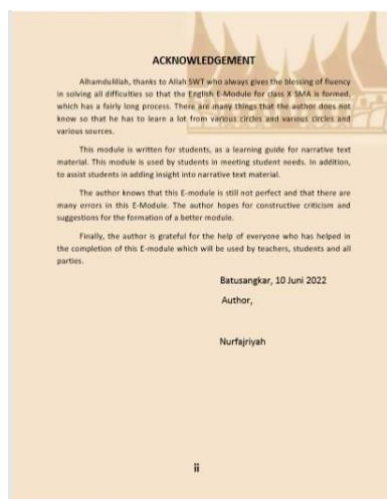 ACKNOWLEDGEMENT
Alhamdulillah, thanks to Allah SWT who always gives the blessing of fluency
in solving all difficulties so that the English E-Module for class X SMA is formed,
which has a fairly long process. There are many things that the author does not
know so that he has to learn a lot from various circles and various circles and
various sources.
This module is written for students, as a learning guide for narrative text
material. This module is used by students in meeting student needs. In addition,
to assist students in adding insight into narrative text material.
The author knows that this E-module is still not perfect and that there are
many errors in this E-Module. The author hopes for constructive criticism and
suggestions for the formation of a better module.
Finally, the author is grateful for the help of everyone who has helped in
the completion of this E-module which will be used by teachers, students and all
parties.
Batusangkar, 10 Juni 2022
Author,
Nurfajriyah
ii